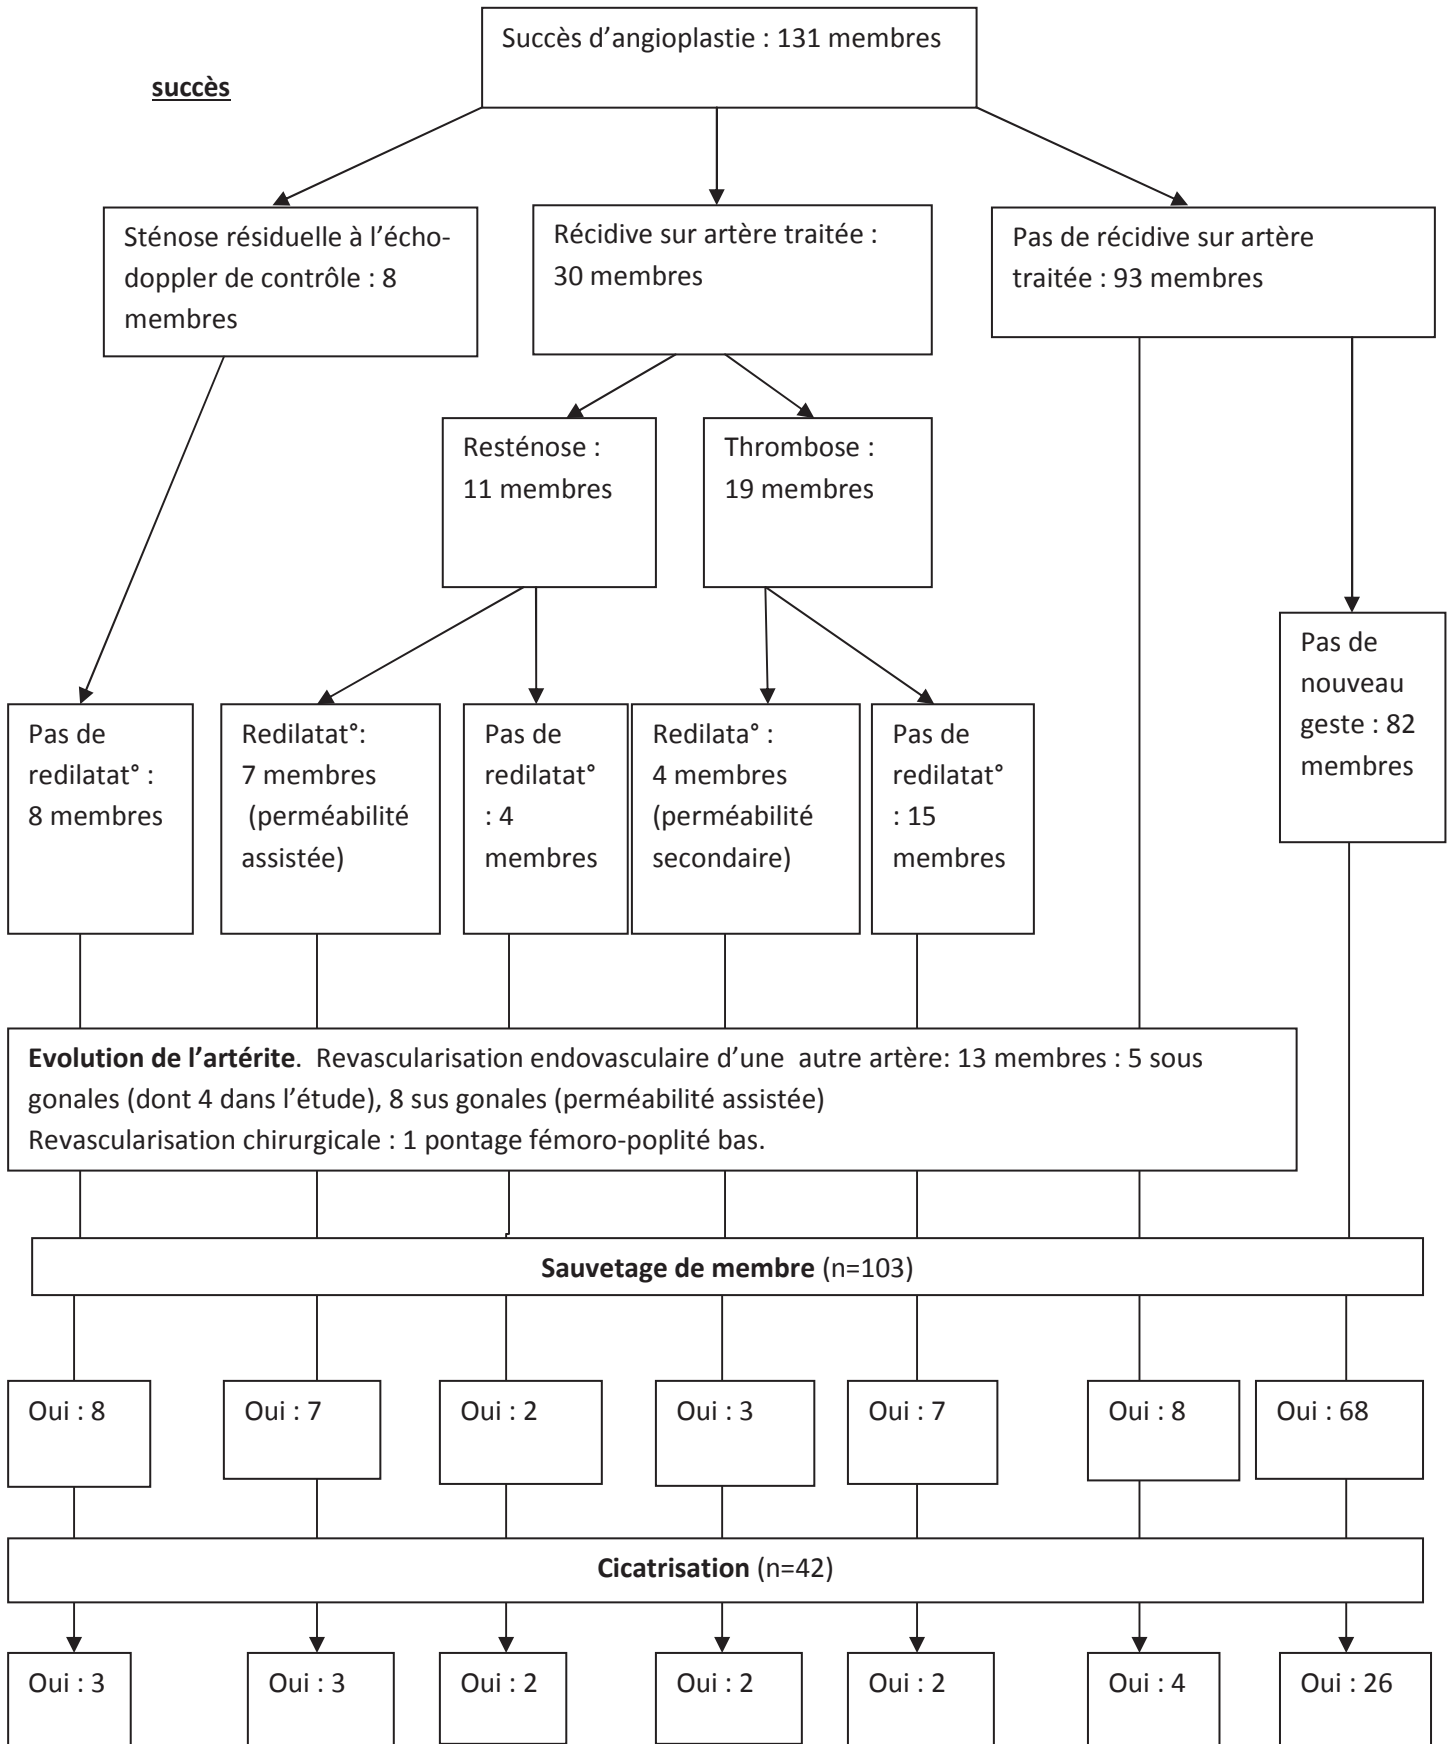 Succès d’angioplastie : 131 membres
succès
Sténose résiduelle à l’écho-
doppler de contrôle : 8
membres
Récidive sur artère traitée :
30 membres
Pas de récidive sur artère
traitée : 93 membres
Resténose :
11 membres
Thrombose :
19 membres
Pas de
nouveau
geste : 82
membres
Pas de
redilatat° :
8 membres
Redilatat°:
7 membres
(perméabilité
assistée)
Pas de
redilatat°
: 4
membres
Redilata° :
4 membres
(perméabilité
secondaire)
Pas de
redilatat°
: 15
membres
Evolution de l’artérite. Revascularisation endovasculaire d’une autre artère: 13 membres : 5 sous
gonales (dont 4 dans l’étude), 8 sus gonales (perméabilité assistée)
Revascularisation chirurgicale : 1 pontage fémoro-poplité bas.
Sauvetage de membre (n=103)
Oui : 8
Oui : 7
Oui : 2
Oui : 3
Oui : 7
Oui : 8
Oui : 68
Cicatrisation (n=42)
Oui : 3
Oui : 3
Oui : 2
Oui : 2
Oui : 2
Oui : 4
Oui : 26